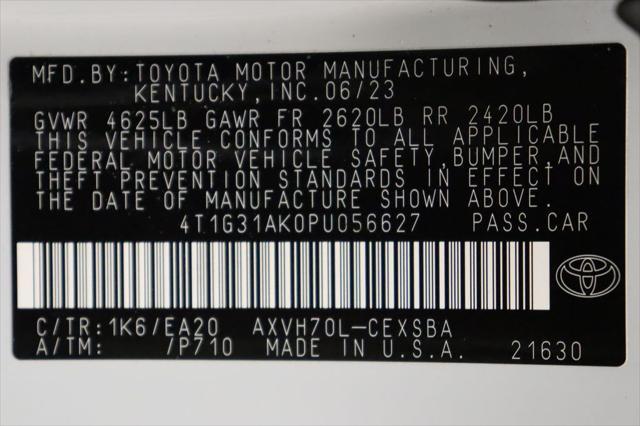 MFD.BY:TOYOTA MOTOR MANUFACTURING,
KENTUCKY,INC.06/23
GVWR 4625LB GAWR FR 2620LB RR 2420LB
THIS VEHICLE CONFORMS TO ALL APPLICABLE
FEDERAL MOTOR VEHICLE SAFETY,BUMPER,AND
THEFT PREVENTION STANDARDS IN EFFECT ON
THE DATE OF MANUFACTURE SHOWN ABOVE.
4T1G31AK0PU056627 PASS.CAR
C/TR:1K6/EA20 AXVH70L-CEXSBA
A/TM: /P710 MADE IN U.S.A. 21630